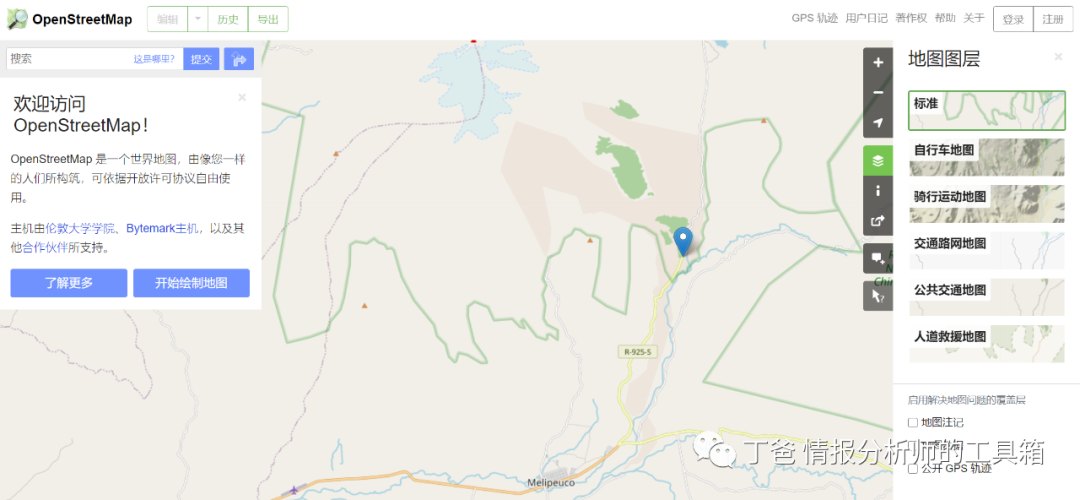 OpenStreetMap
编辑
历史
导出
GPS 轨迹
用户日记
著作权
帮助
关于
登录
注册
搜索
这是哪里?
提交
欢迎访问
OpenStreetMap!
OpenStreetMap 是一个世界地图，由像您一样
的人们所构筑，可依据开放许可协议自由使
用。
主机由伦敦大学学院、Bytemark主机，以及其
他合作伙伴所支持。
了解更多
开始绘制地图
R-925-S
Melipeuco
地图图层
标准
自行车地图
骑行运动地图
交通路网地图
公共交通地图
人道救援地图
启用解决地图问题的覆盖层
地图注记
公开 GPS 轨迹
丁爸 情报分析师的工具箱